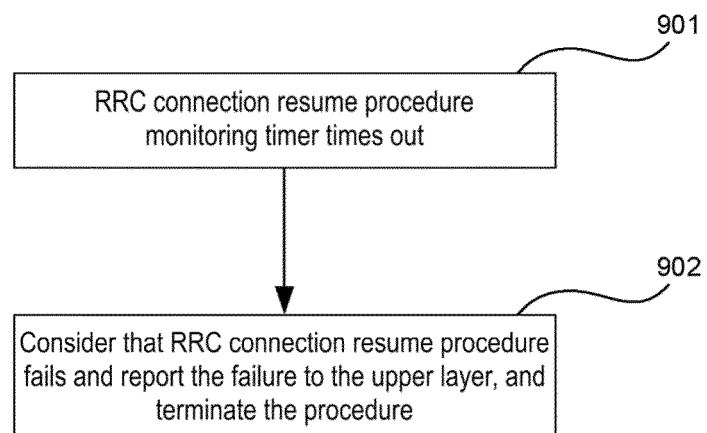 901
RRC connection resume procedure
monitoring timer times out
902
Consider that RRC connection resume procedure
fails and report the failure to the upper layer, and
terminate the procedure